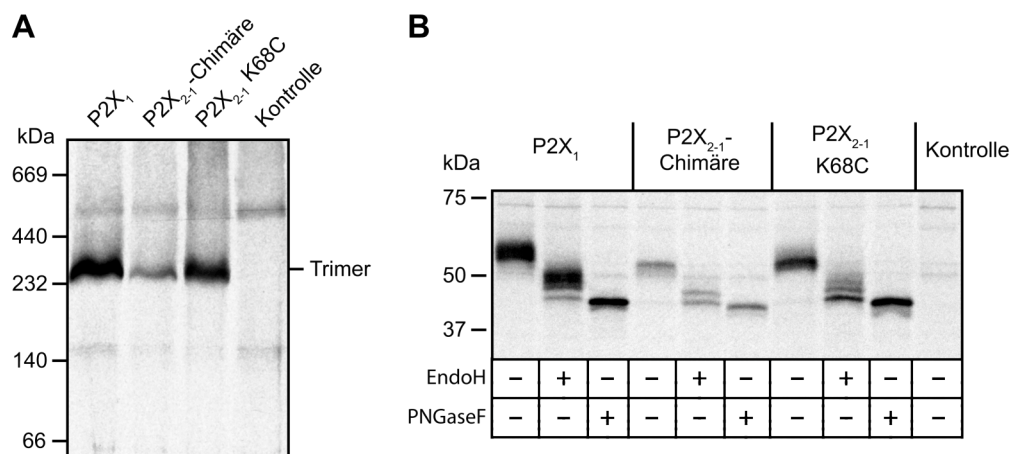 A
P2X1
P2X2-1-Chimäre
P2X2-1 K68C
Kontrolle
kDa
669
440
232
140
66
Trimer
B
kDa
75
50
37
P2X1
P2X2-1-
Chimäre
P2X2-1
K68C
Kontrolle
EndoH – + – – + – – + – –
PNGaseF – – + – – + – – + –